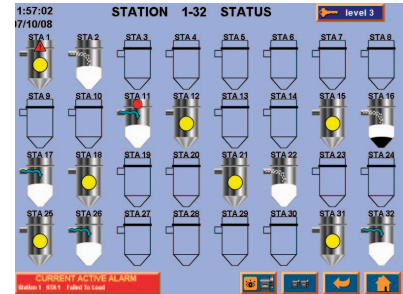 1:57:02
STATION 1-32 STATUS
level 3
07/10/08
STA 1 STA 2 STA 3 STA 4 STA 5 STA 6 STA 7 STA 8
STA 9 STA 10 STA 11 STA 12 STA 13 STA 14 STA 15 STA 16
STA 17 STA 18 STA 19 STA 20 STA 21 STA 22 STA 23 STA 24
STA 25 STA 26 STA 27 STA 28 STA 29 STA 30 STA 31 STA 32
CURRENT ACTIVE ALARM
Station 1 STA 1 Failed To Load